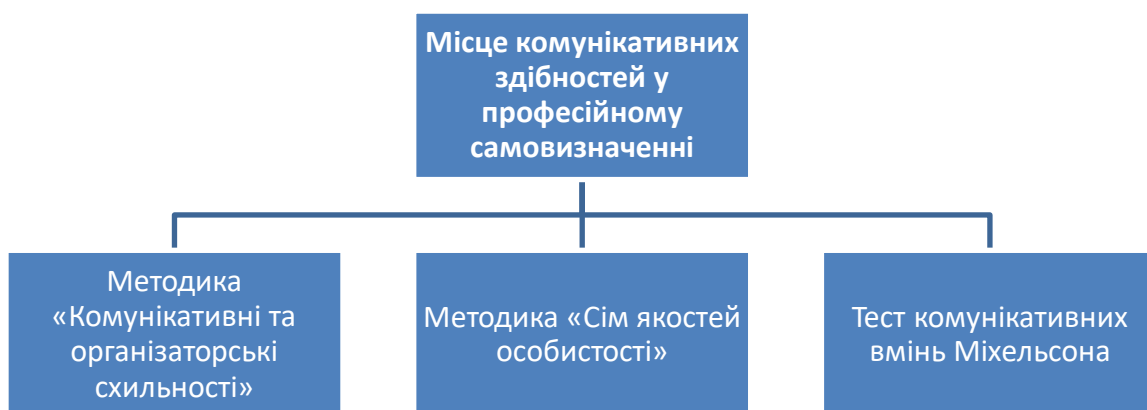 Місце комунікативних
здібностей у
професійному
самовизначенні
Методика
«Комунікативні та
організаторські
схильності»
Методика «Сім якостей
особистості»
Тест комунікативних
вмінь Міхельсона